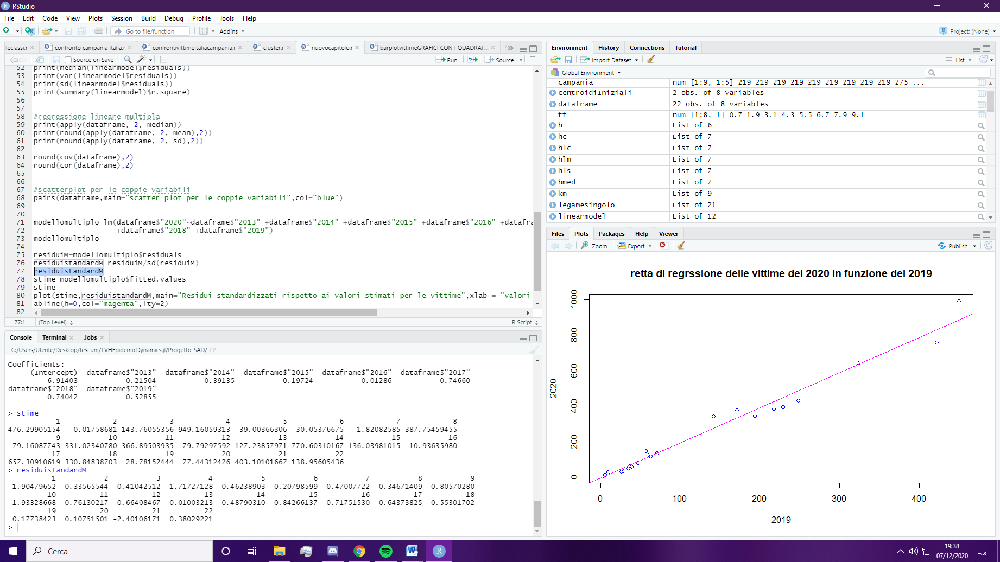 RStudio
File Edit Code View Plots Session Build Debug Profile Tools Help
Go to file/function Addins Project: (None)
lleclassi.r confronto campania italia.r confrontivittimeitaliacampania.r cluster.r nuovocapitolo.r barplotvittimeGRAFICI CON I QUADRAT...
Source on Save Run Source
52 print(median(linearmodel$residuals))
53 print(var(linearmodel$residuals))
54 print(sd(linearmodel$residuals))
55 print(summary(linearmodel)$r.square)
56
57
58 #regressione lineare multipla
59 print(apply(dataframe, 2, median))
60 print(round(apply(dataframe, 2, mean),2))
61 print(round(apply(dataframe, 2, sd),2))
62
63 round(cov(dataframe),2)
64 round(cor(dataframe),2)
65
66
67 #scatterplot per le coppie variabili
68 pairs(dataframe,main="scatter plot per le coppie variabili",col="blue")
69
70
71 modellomultiplo=lm(dataframe$"2020"~dataframe$"2013" +dataframe$"2014" +dataframe$"2015" +dataframe$"2016" +datafra
72 +dataframe$"2018" +dataframe$"2019")
73 modellomultiplo
74
75 residuiM=modellomultiplo$residuals
76 residuistandardM=residuiM/sd(residuiM)
77 residuistandardM
78 stime=modellomultiplo$fitted.values
79 stime
80 plot(stime,residuistandardM,main="Residui standardizzati rispetto ai valori stimati per le vittime",xlab = "valori
81 abline(h=0,col="magenta",lty=2)
82
77:1 (Top Level) R Script
Console Terminal Jobs
C:/Users/Utente/Desktop/tesi uni/TVHEpidemicDynamics.jl/Progetto_SAD/
Coefficients:
(Intercept) dataframe$"2013" dataframe$"2014" dataframe$"2015" dataframe$"2016" dataframe$"2017"
-6.91403 0.21504 -0.39135 0.19724 0.01286 0.74660
dataframe$"2018" dataframe$"2019"
0.74042 0.52855
> stime
1 2 3 4 5 6 7 8
476.29905154 0.01758681 143.76055356 949.16059313 39.00366306 30.05376675 1.82082585 387.75459455
9 10 11 12 13 14 15 16
79.16087743 331.02340780 366.89503935 79.79297592 127.23857971 770.60310167 136.03981015 10.93635980
17 18 19 20 21 22
657.30910619 330.84838703 28.78152444 77.44312426 403.10101667 138.95605436
> residuistandardM
1 2 3 4 5 6 7 8 9
-1.90479652 0.33565544 -0.41042512 1.71727128 0.46238903 0.20798599 0.47007722 0.34671409 -0.80570280
10 11 12 13 14 15 16 17 18
1.93328668 0.76130217 -0.66408467 -0.01003213 -0.48790310 -0.84266137 0.71751530 -0.64373825 0.55301702
19 20 21 22
0.17738423 0.10751501 -2.40106171 0.38029221
>
Environment History Connections Tutorial
Import Dataset List
Global Environment
campania num [1:9, 1:5] 219 219 219 219 219 219 219 219 219 275 ...
centroidiIniziali 2 obs. of 8 variables
dataframe 22 obs. of 8 variables
ff num [1:8, 1] 0.7 1.9 3.1 4.3 5.5 6.7 7.9 9.1
h List of 6
hc List of 7
hlc List of 7
hlm List of 7
hls List of 7
hmed List of 7
km List of 9
legamesingolo List of 21
linearmodel List of 12
Files Plots Packages Help Viewer
Zoom Export Publish
retta di regrssione delle vittime del 2020 in funzione del 2019
1000
800
600
400
200
0
2020
0 100 200 300 400
2019
Cerca
19:38
07/12/2020